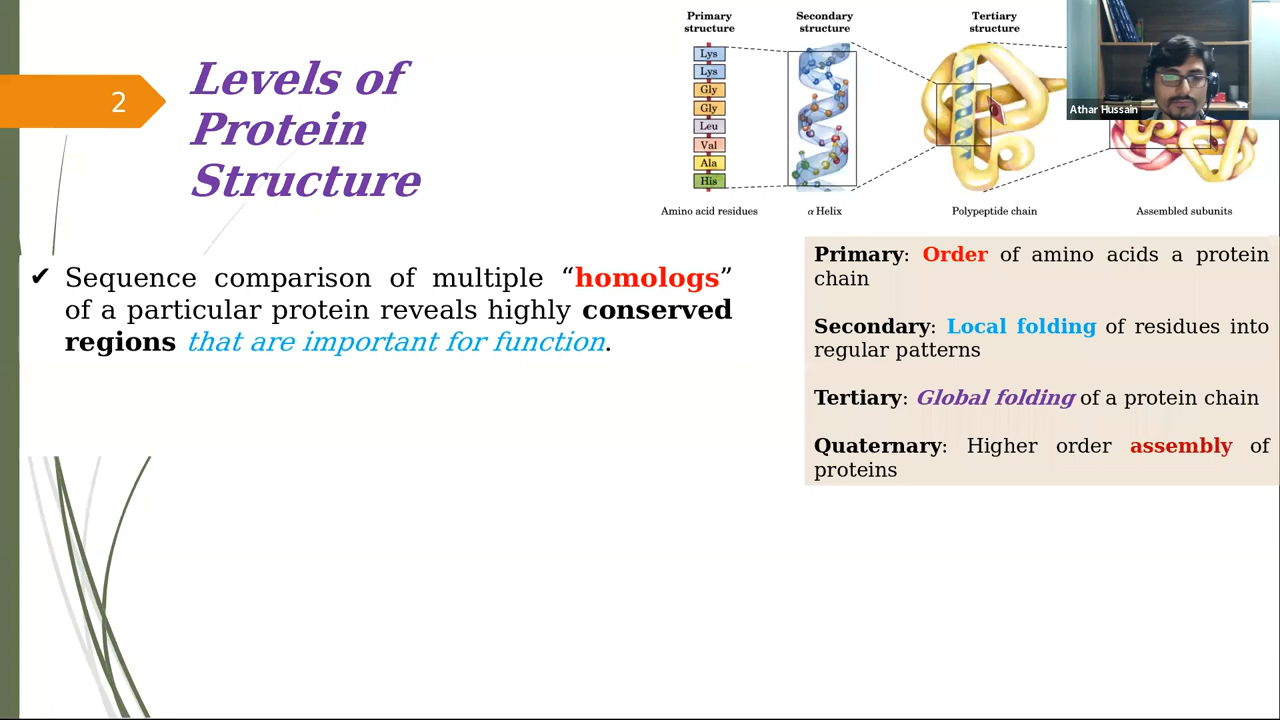 2
Levels of
Protein
Structure
Primary
structure
Secondary
structure
Tertiary
structure
Lys
Lys
Gly
Gly
Leu
Val
Ala
His
Amino acid residues
α Helix
Polypeptide chain
Assembled subunits
Athar Hussain
✔ Sequence comparison of multiple “homologs”
of a particular protein reveals highly conserved
regions that are important for function.
Primary: Order of amino acids a protein
chain
Secondary: Local folding of residues into
regular patterns
Tertiary: Global folding of a protein chain
Quaternary: Higher order assembly of
proteins